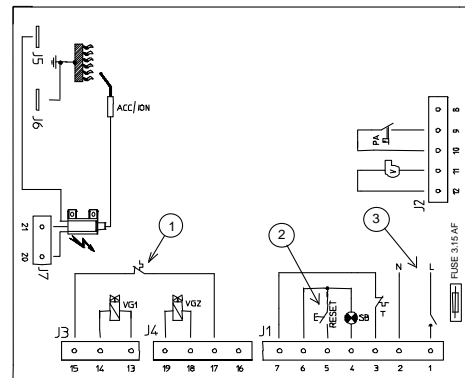 J5
J6
ACC/ION
21
20
J7
1
VG1
VG2
J3
J4
15 14 13
19 18 17 16
2
3
RESET
SB
T
N
L
J1
7 6 5 4 3 2 1
8
9
10
11
12
PA
V
J2
FUSE 3.15 AF